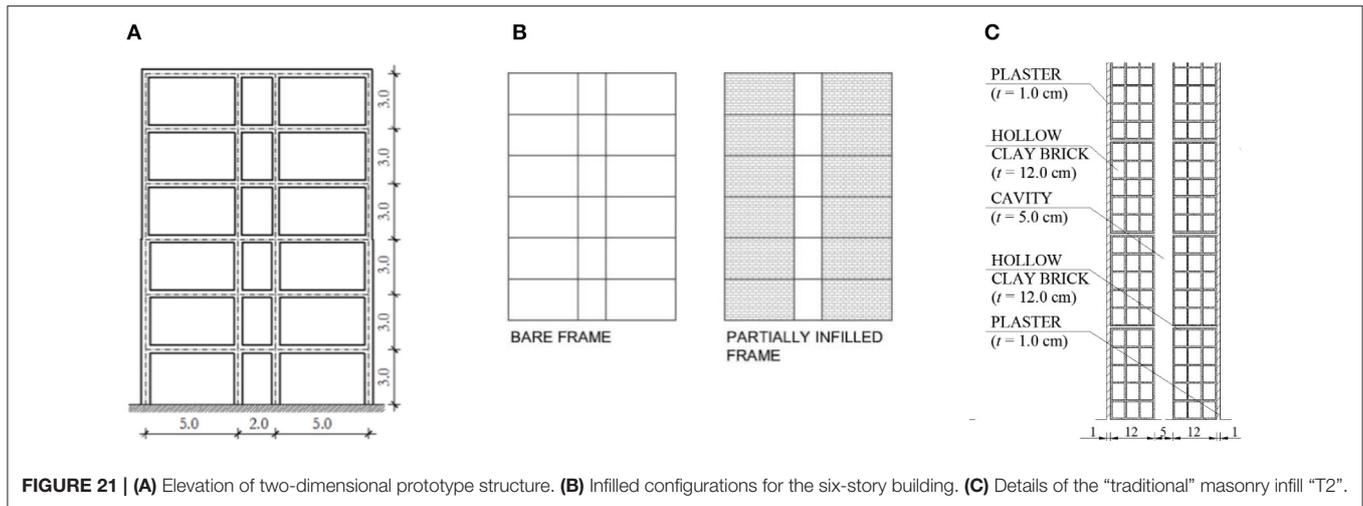 A
3.0
3.0
3.0
3.0
3.0
3.0
5.0 2.0 5.0
B
BARE FRAME
PARTIALLY INFILLED
FRAME
C
PLASTER
(t = 1.0 cm)
HOLLOW
CLAY BRICK
(t = 12.0 cm)
CAVITY
(t = 5.0 cm)
HOLLOW
CLAY BRICK
(t = 12.0 cm)
PLASTER
(t = 1.0 cm)
1 12 5 12 1
FIGURE 21 | (A) Elevation of two-dimensional prototype structure. (B) Infilled configurations for the six-story building. (C) Details of the “traditional” masonry infill “T2”.